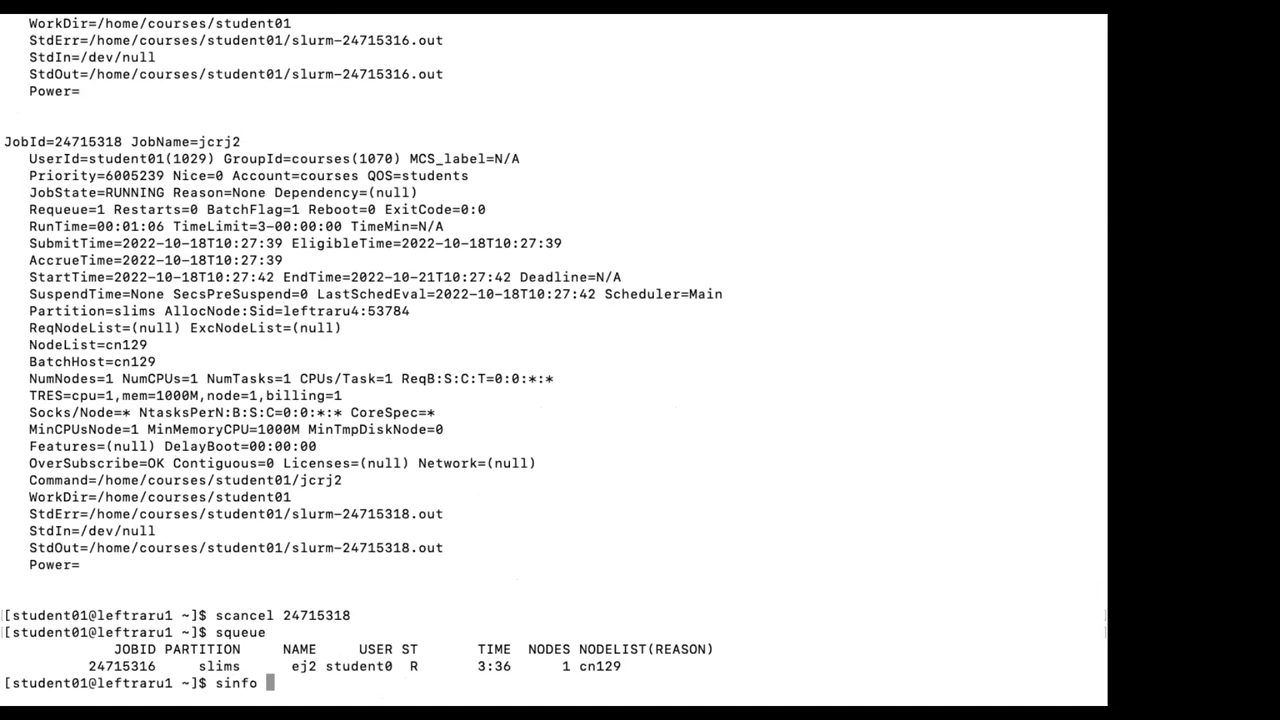 WorkDir=/home/courses/student01
StdErr=/home/courses/student01/slurm-24715316.out
StdIn=/dev/null
StdOut=/home/courses/student01/slurm-24715316.out
Power=
JobId=24715318 JobName=jcrj2
UserId=student01(1029) GroupId=courses(1070) MCS_label=N/A
Priority=6005239 Nice=0 Account=courses QOS=students
JobState=RUNNING Reason=None Dependency=(null)
Requeue=1 Restarts=0 BatchFlag=1 Reboot=0 ExitCode=0:0
RunTime=00:01:06 TimeLimit=3-00:00:00 TimeMin=N/A
SubmitTime=2022-10-18T10:27:39 EligibleTime=2022-10-18T10:27:39
AccrueTime=2022-10-18T10:27:39
StartTime=2022-10-18T10:27:42 EndTime=2022-10-21T10:27:42 Deadline=N/A
SuspendTime=None SecsPreSuspend=0 LastSchedEval=2022-10-18T10:27:42 Scheduler=Main
Partition=slims AllocNode:Sid=leftraru4:53784
ReqNodeList=(null) ExcNodeList=(null)
NodeList=cn129
BatchHost=cn129
NumNodes=1 NumCPUs=1 NumTasks=1 CPUs/Task=1 ReqB:S:C:T=0:0:*:*
TRES=cpu=1,mem=1000M,node=1,billing=1
Socks/Node=* NtasksPerN:B:S:C=0:0:*:* CoreSpec=*
MinCPUsNode=1 MinMemoryCPU=1000M MinTmpDiskNode=0
Features=(null) DelayBoot=00:00:00
OverSubscribe=OK Contiguous=0 Licenses=(null) Network=(null)
Command=/home/courses/student01/jcrj2
WorkDir=/home/courses/student01
StdErr=/home/courses/student01/slurm-24715318.out
StdIn=/dev/null
StdOut=/home/courses/student01/slurm-24715318.out
Power=
[student01@leftraru1 ~]$ scancel 24715318
[student01@leftraru1 ~]$ squeue
JOBID PARTITION NAME USER ST TIME NODES NODELIST(REASON)
24715316 slims ej2 student0 R 3:36 1 cn129
[student01@leftraru1 ~]$ sinfo